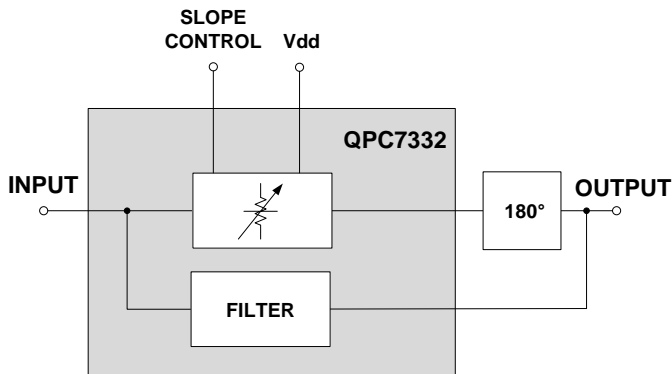 SLOPE
CONTROL
Vdd
QPC7332
INPUT
180°
OUTPUT
FILTER